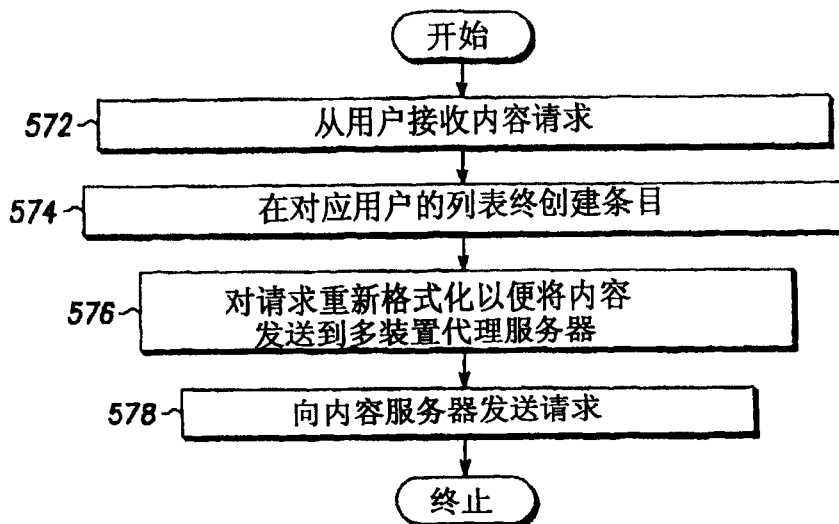 开始
572
从用户接收内容请求
574
在对应用户的列表终创建条目
576
对请求重新格式化以便将内容
发送到多装置代理服务器
578
向内容服务器发送请求
终止